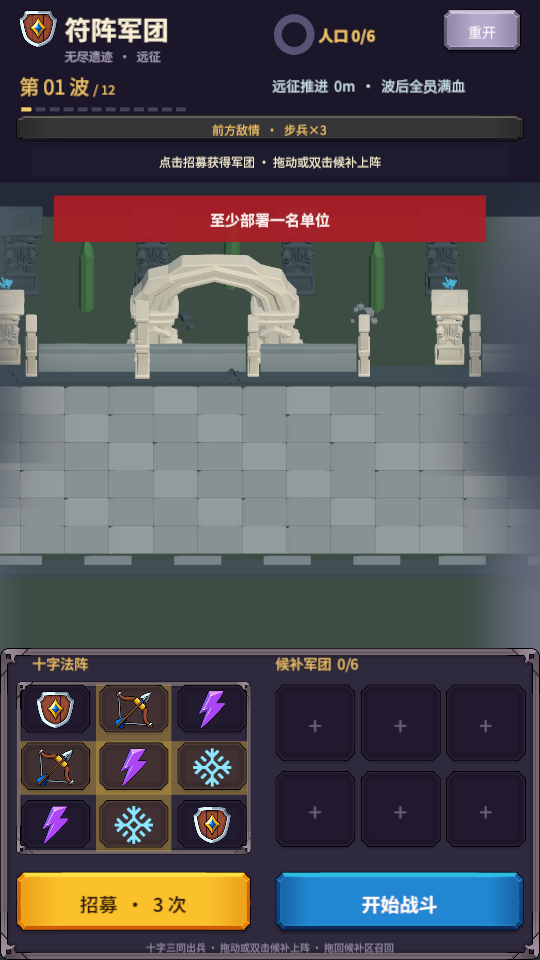 符阵军团
人口 0/6
重开
无尽遗迹 · 远征
第 01 波 / 12
远征推进 0m · 波后全员满血
前方敌情 · 步兵×3
点击招募获得军团 · 拖动或双击候补上阵
至少部署一名单位
十字法阵
候补军团 0/6
招募 · 3 次
开始战斗
十字三同出兵 · 拖动或双击候补上阵 · 拖回候补区召回